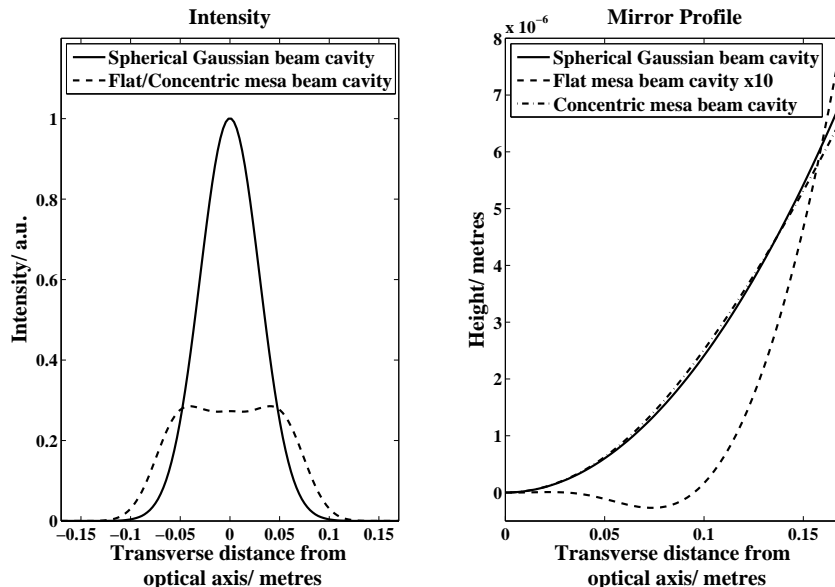 Intensity
Spherical Gaussian beam cavity
Flat/Concentric mesa beam cavity
1
0.8
0.6
0.4
0.2
0
Intensity/ a.u.
−0.15 −0.1 −0.05 0 0.05 0.1 0.15
Transverse distance from
optical axis/ metres
x 10⁻⁶
Mirror Profile
Spherical Gaussian beam cavity
Flat mesa beam cavity x10
Concentric mesa beam cavity
8
7
6
5
4
3
2
1
0
Height/ metres
0 0.05 0.1 0.15
Transverse distance from
optical axis/ metres